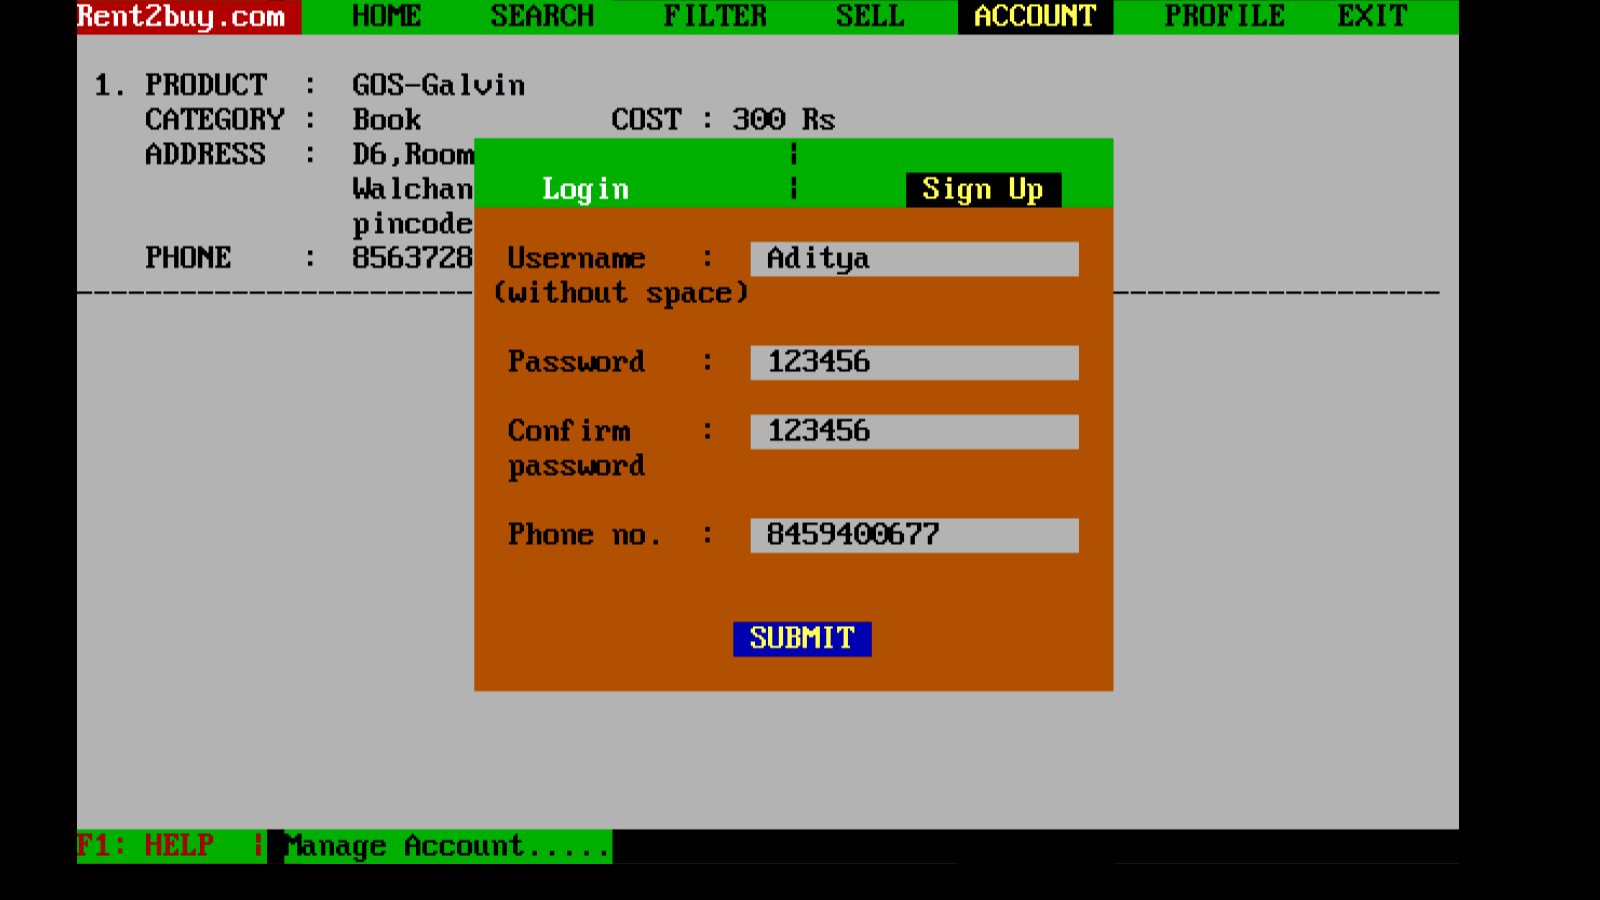 Rent2buy.com HOME SEARCH FILTER SELL ACCOUNT PROFILE EXIT
1. PRODUCT : GOS-Galvin
CATEGORY : Book COST : 300 Rs
ADDRESS : D6,Room
Walchan
pincode
PHONE : 8563728
Login ¦ Sign Up
Username : Aditya
(without space)
Password : 123456
Confirm : 123456
password
Phone no. : 8459400677
SUBMIT
F1: HELP ¦ Manage Account.....